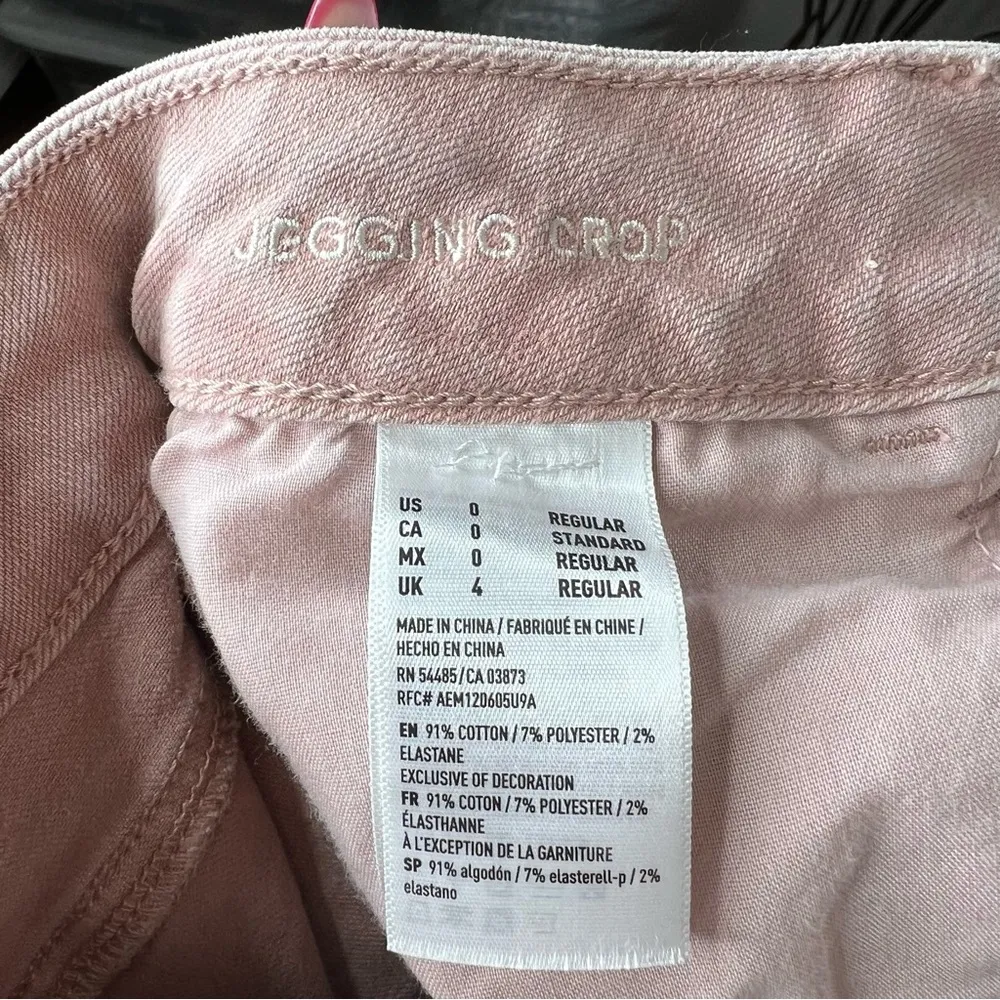 JEGGING CROP
US 0 REGULAR
CA 0 STANDARD
MX 0 REGULAR
UK 4 REGULAR
MADE IN CHINA / FABRIQUÉ EN CHINE /
HECHO EN CHINA
RN 54485/CA 03873
RFC# AEM120605U9A
EN 91% COTTON / 7% POLYESTER / 2%
ELASTANE
EXCLUSIVE OF DECORATION
FR 91% COTON / 7% POLYESTER / 2%
ÉLASTHANNE
À L'EXCEPTION DE LA GARNITURE
SP 91% algodón / 7% elasterell-p / 2%
elastano